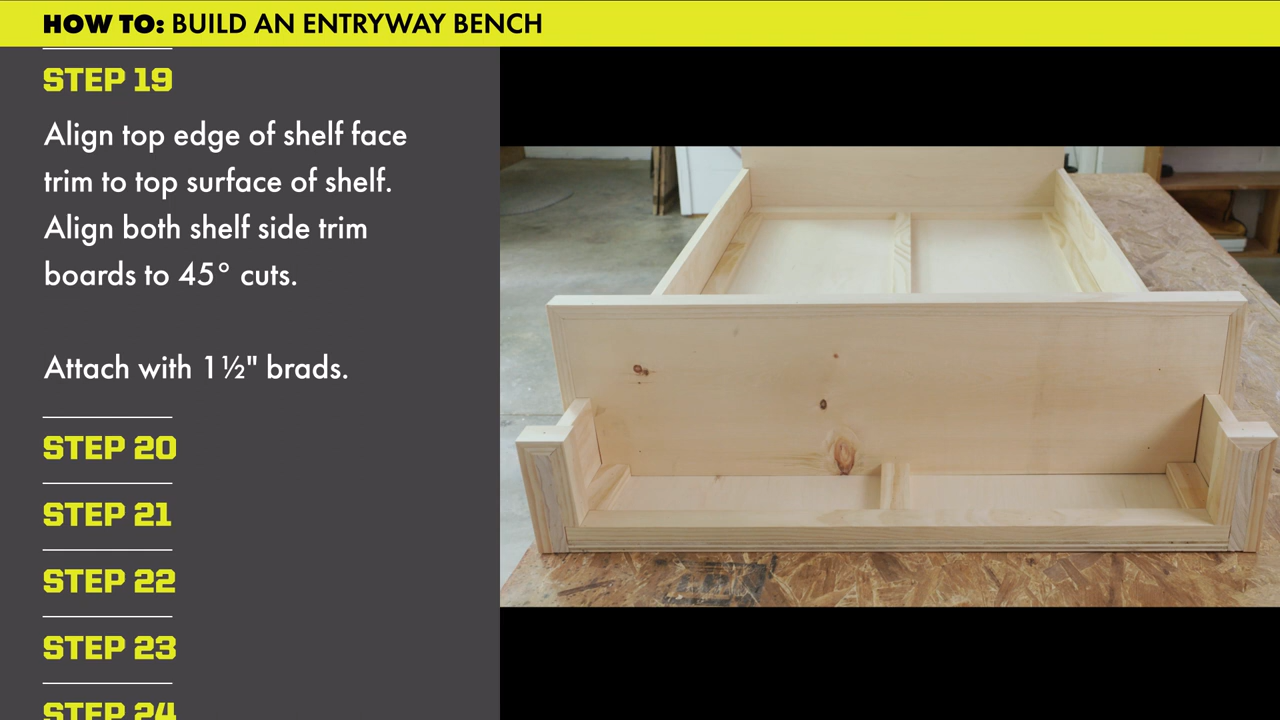 HOW TO: BUILD AN ENTRYWAY BENCH
STEP 19
Align top edge of shelf face
trim to top surface of shelf.
Align both shelf side trim
boards to 45° cuts.
Attach with 1½" brads.
STEP 20
STEP 21
STEP 22
STEP 23
STEP 24